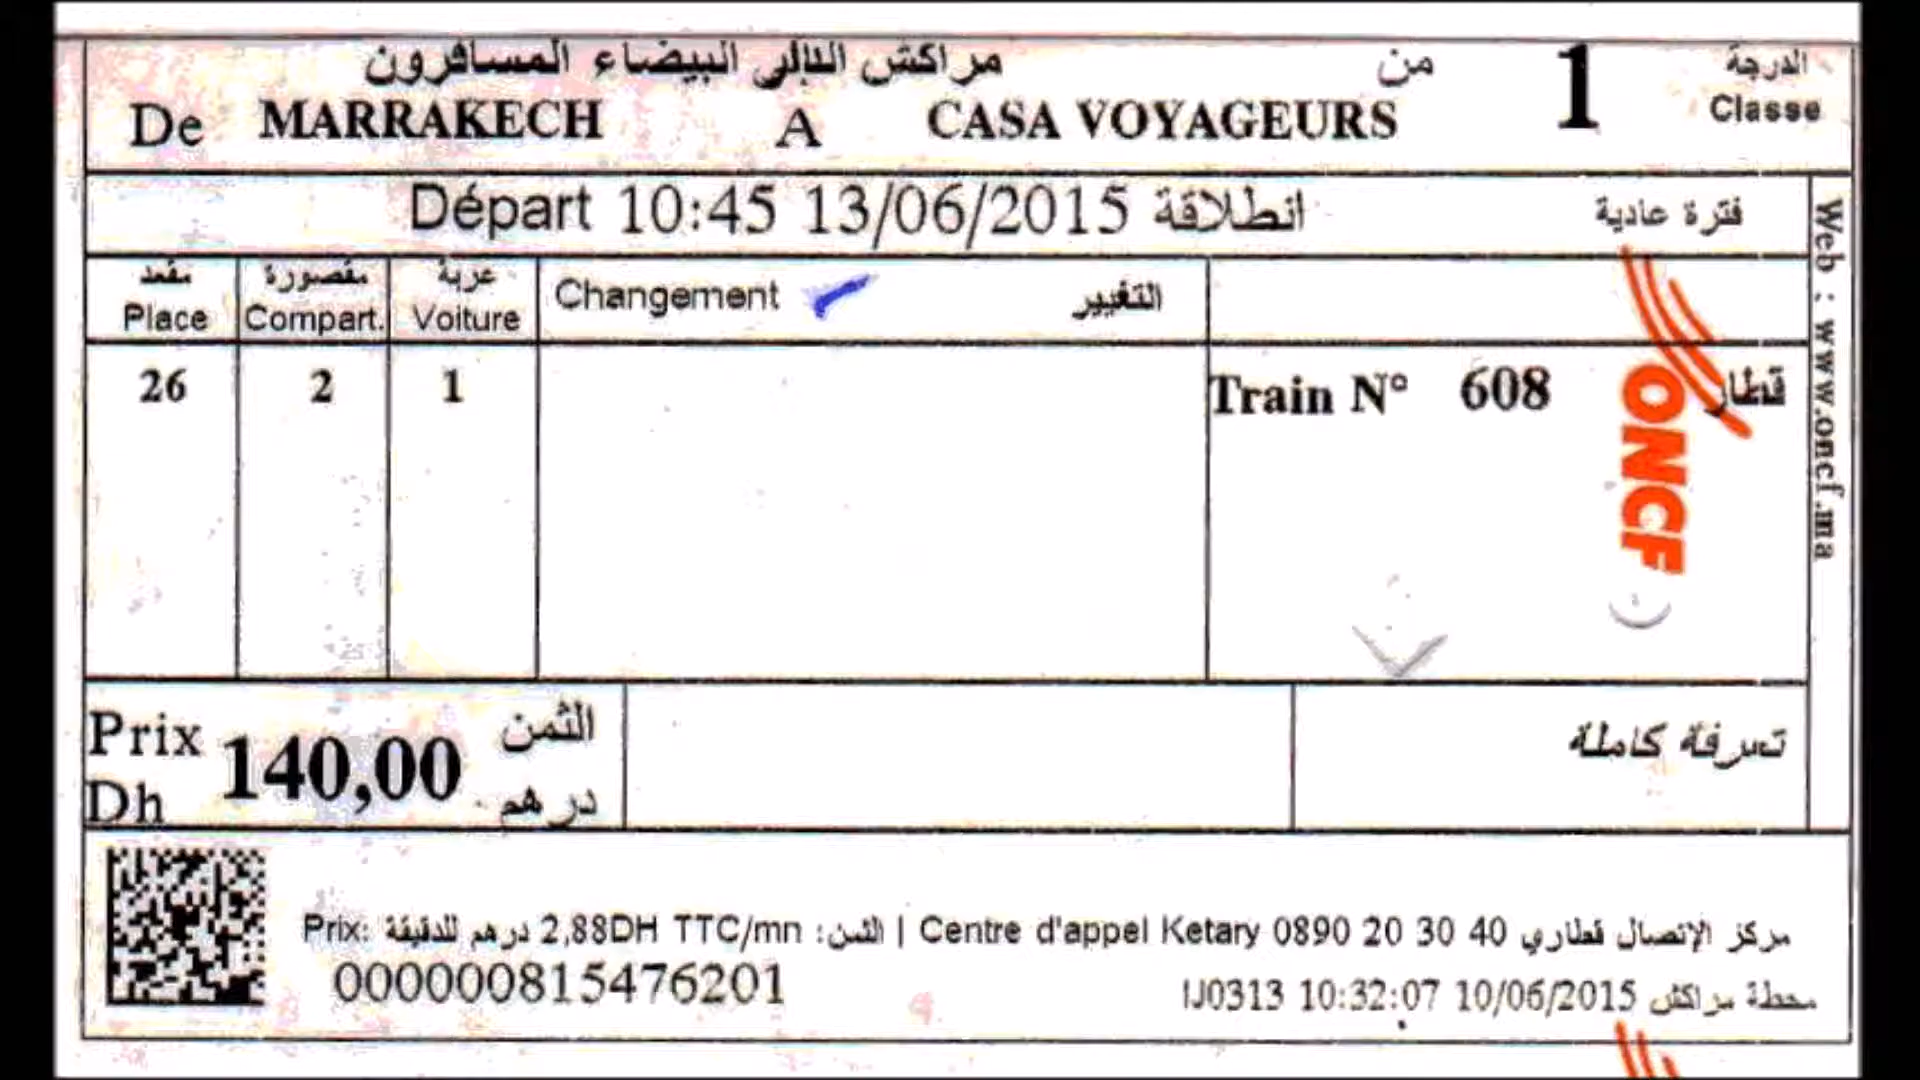 من مراكش إلى البيضاء المسافرون
De MARRAKECH A CASA VOYAGEURS
1 الدرجة
Classe
Départ 10:45 13/06/2015 انطلاقة
فترة عادية
مقعد مقصورة عربة
Place Compart. Voiture
Changement التغيير
26 2 1
Train N° 608 قطار
ONCF
Web : www.oncf.ma
Prix 140,00 الثمن
Dh درهم
تعرفة كاملة
Prix: 2,88DH TTC/mn الثمن: درهم للدقيقة | Centre d'appel Ketary 0890 20 30 40 مركز الإتصال قطاري
000000815476201
IJ0313 10:32:07 10/06/2015 محطة مراكش